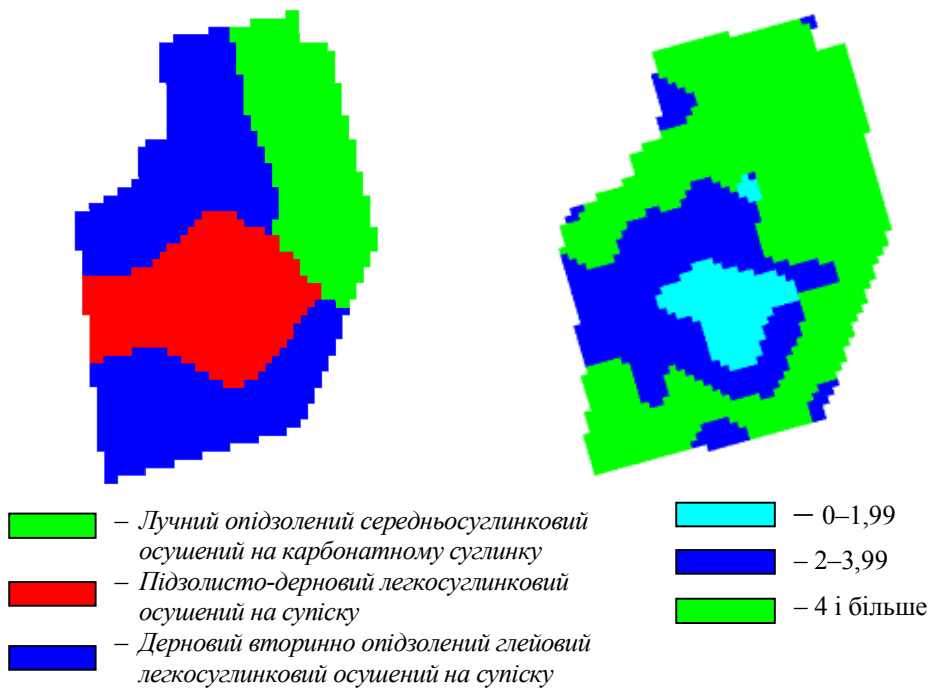 – Лучний опідзолений середньосуглинковий
осушений на карбонатному суглинку
– Підзолисто-дерновий легкосуглинковий
осушений на супіску
– Дерновий вторинно опідзолений глейовий
легкосуглинковий осушений на супіску
– 0–1,99
– 2–3,99
– 4 і більше